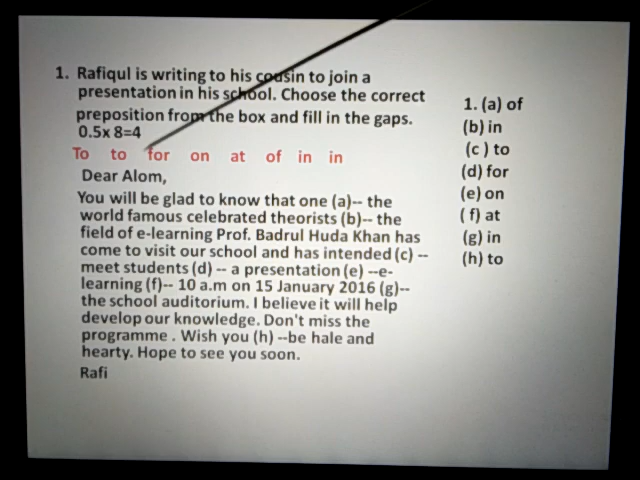 1. Rafiqul is writing to his cousin to join a
presentation in his school. Choose the correct
preposition from the box and fill in the gaps.
0.5x 8=4
To to for on at of in in
Dear Alom,
You will be glad to know that one (a)-- the
world famous celebrated theorists (b)-- the
field of e-learning Prof. Badrul Huda Khan has
come to visit our school and has intended (c) --
meet students (d) -- a presentation (e) --e-
learning (f)-- 10 a.m on 15 January 2016 (g)--
the school auditorium. I believe it will help
develop our knowledge. Don't miss the
programme . Wish you (h) --be hale and
hearty. Hope to see you soon.
Rafi
1. (a) of
(b) in
(c ) to
(d) for
(e) on
( f) at
(g) in
(h) to